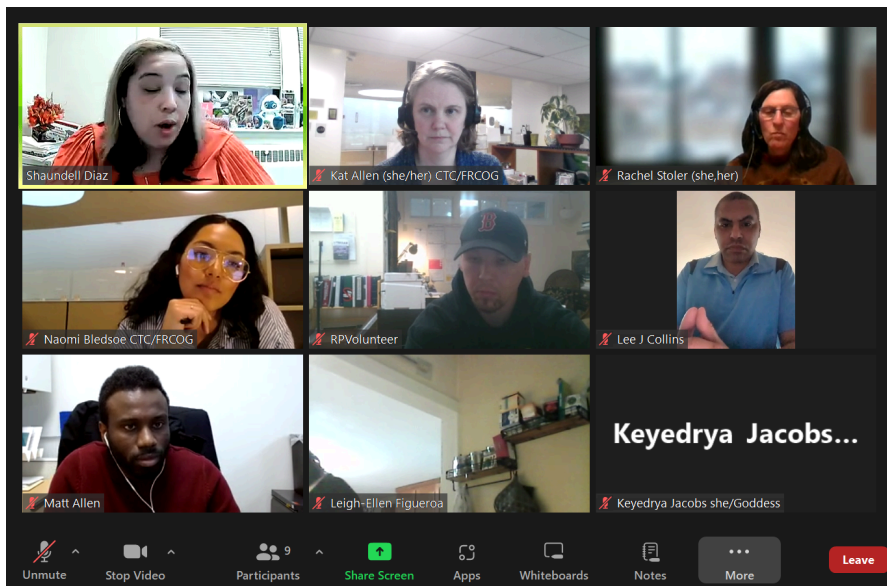 Shaundell Diaz
Kat Allen (she/her) CTC/FRCOG
Rachel Stoler (she,her)
Naomi Bledsoe CTC/FRCOG
B
RPVolunteer
Lee J Collins
Keyedrya Jacobs...
Matt Allen
Leigh-Ellen Figueroa
Keyedrya Jacobs she/Goddess
9
Unmute
Stop Video
Participants
Share Screen
Apps
Whiteboards
Notes
More
Leave